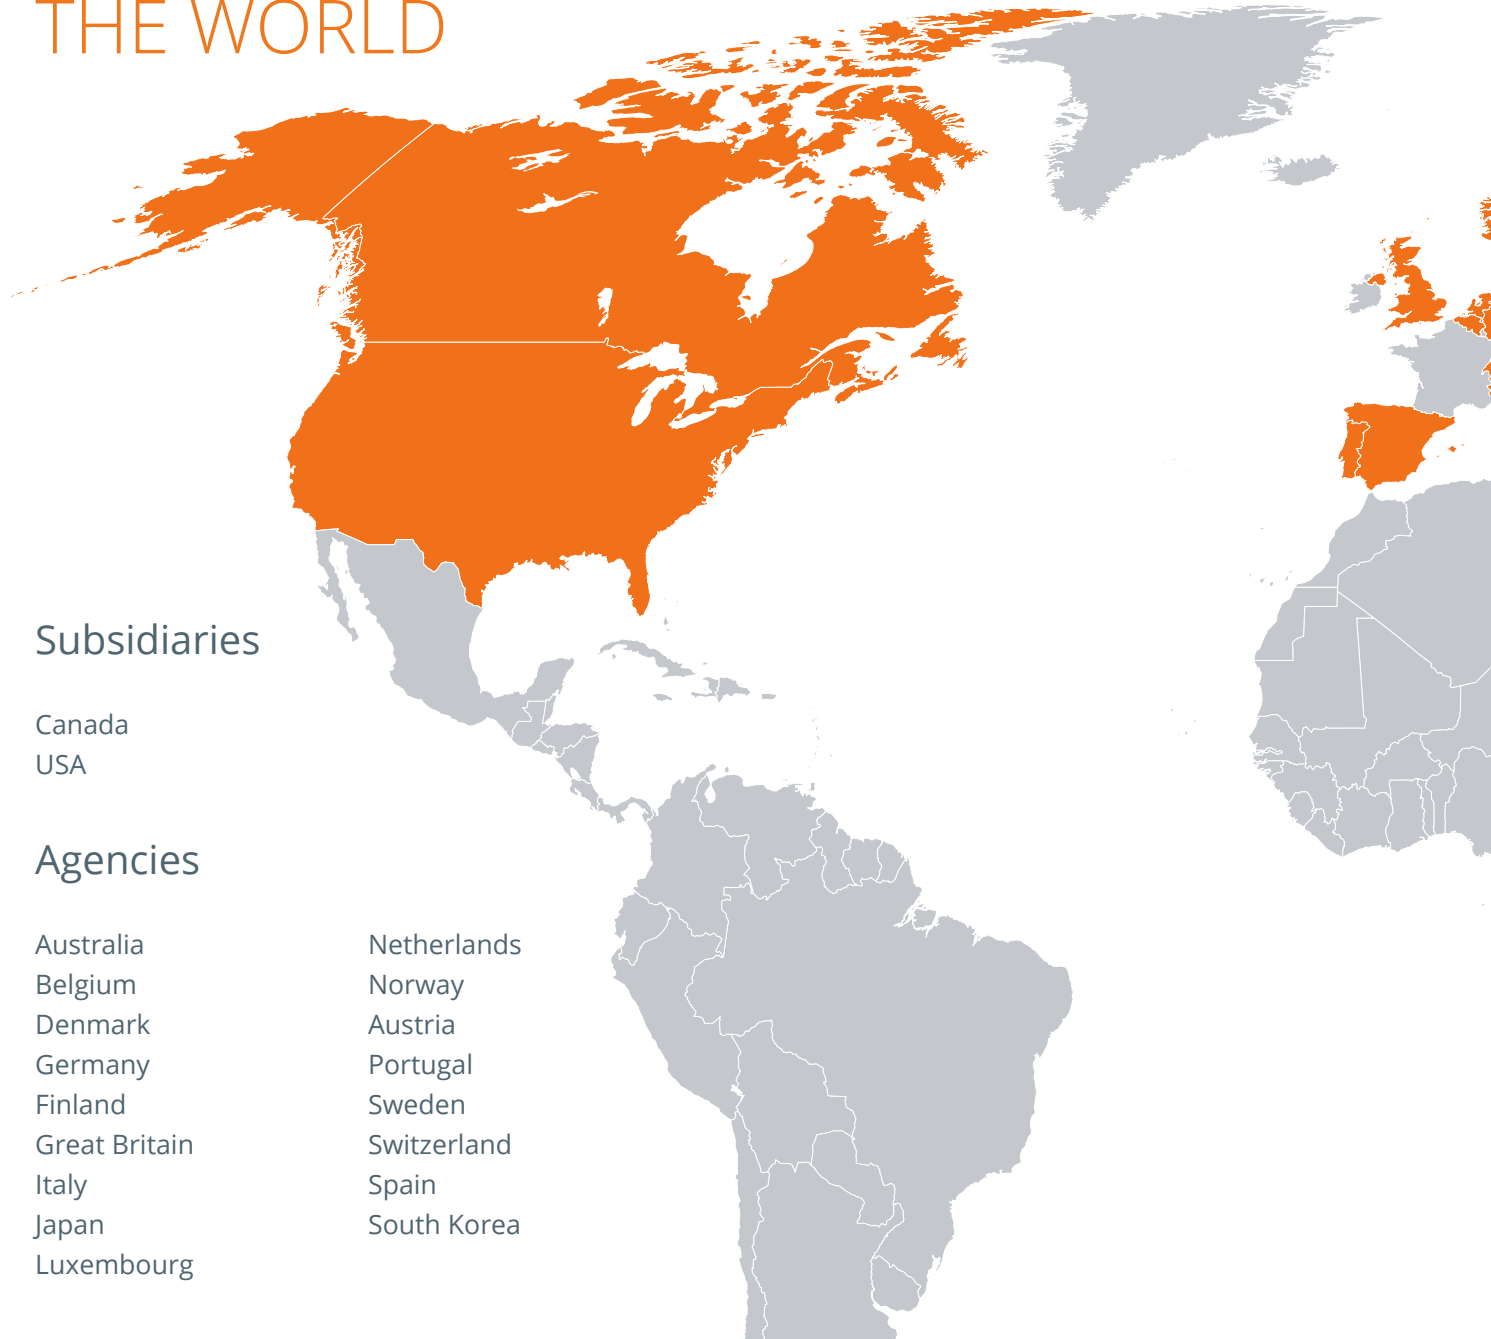 THE WORLD
Subsidiaries
Canada
USA
Agencies
Australia
Belgium
Denmark
Germany
Finland
Great Britain
Italy
Japan
Luxembourg
Netherlands
Norway
Austria
Portugal
Sweden
Switzerland
Spain
South Korea